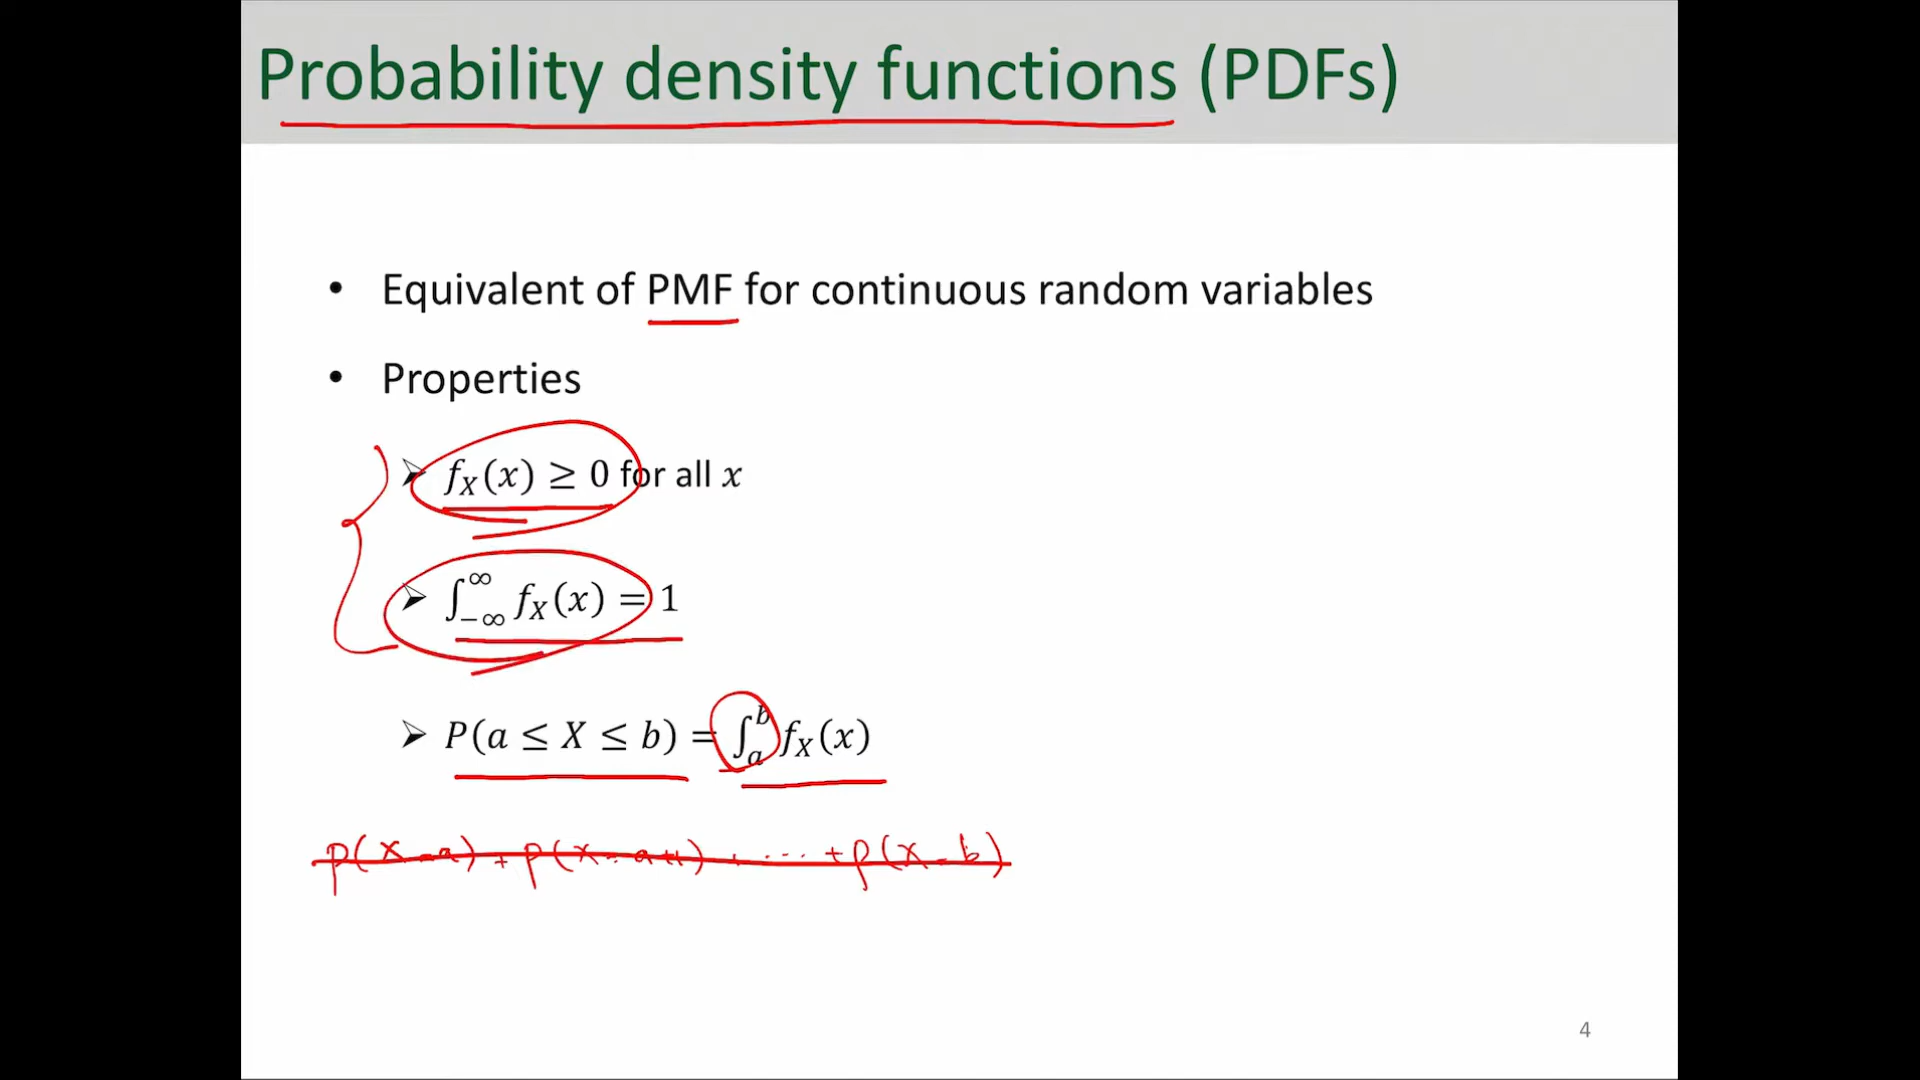 Probability density functions (PDFs)
• Equivalent of PMF for continuous random variables
• Properties
➢ f_X(x) ≥ 0 for all x
➢ ∫_{-∞}^{∞} f_X(x) = 1
➢ P(a ≤ X ≤ b) = ∫_a^b f_X(x)
p(x=a) + p(x=a+1) + ... + p(x=b)
4